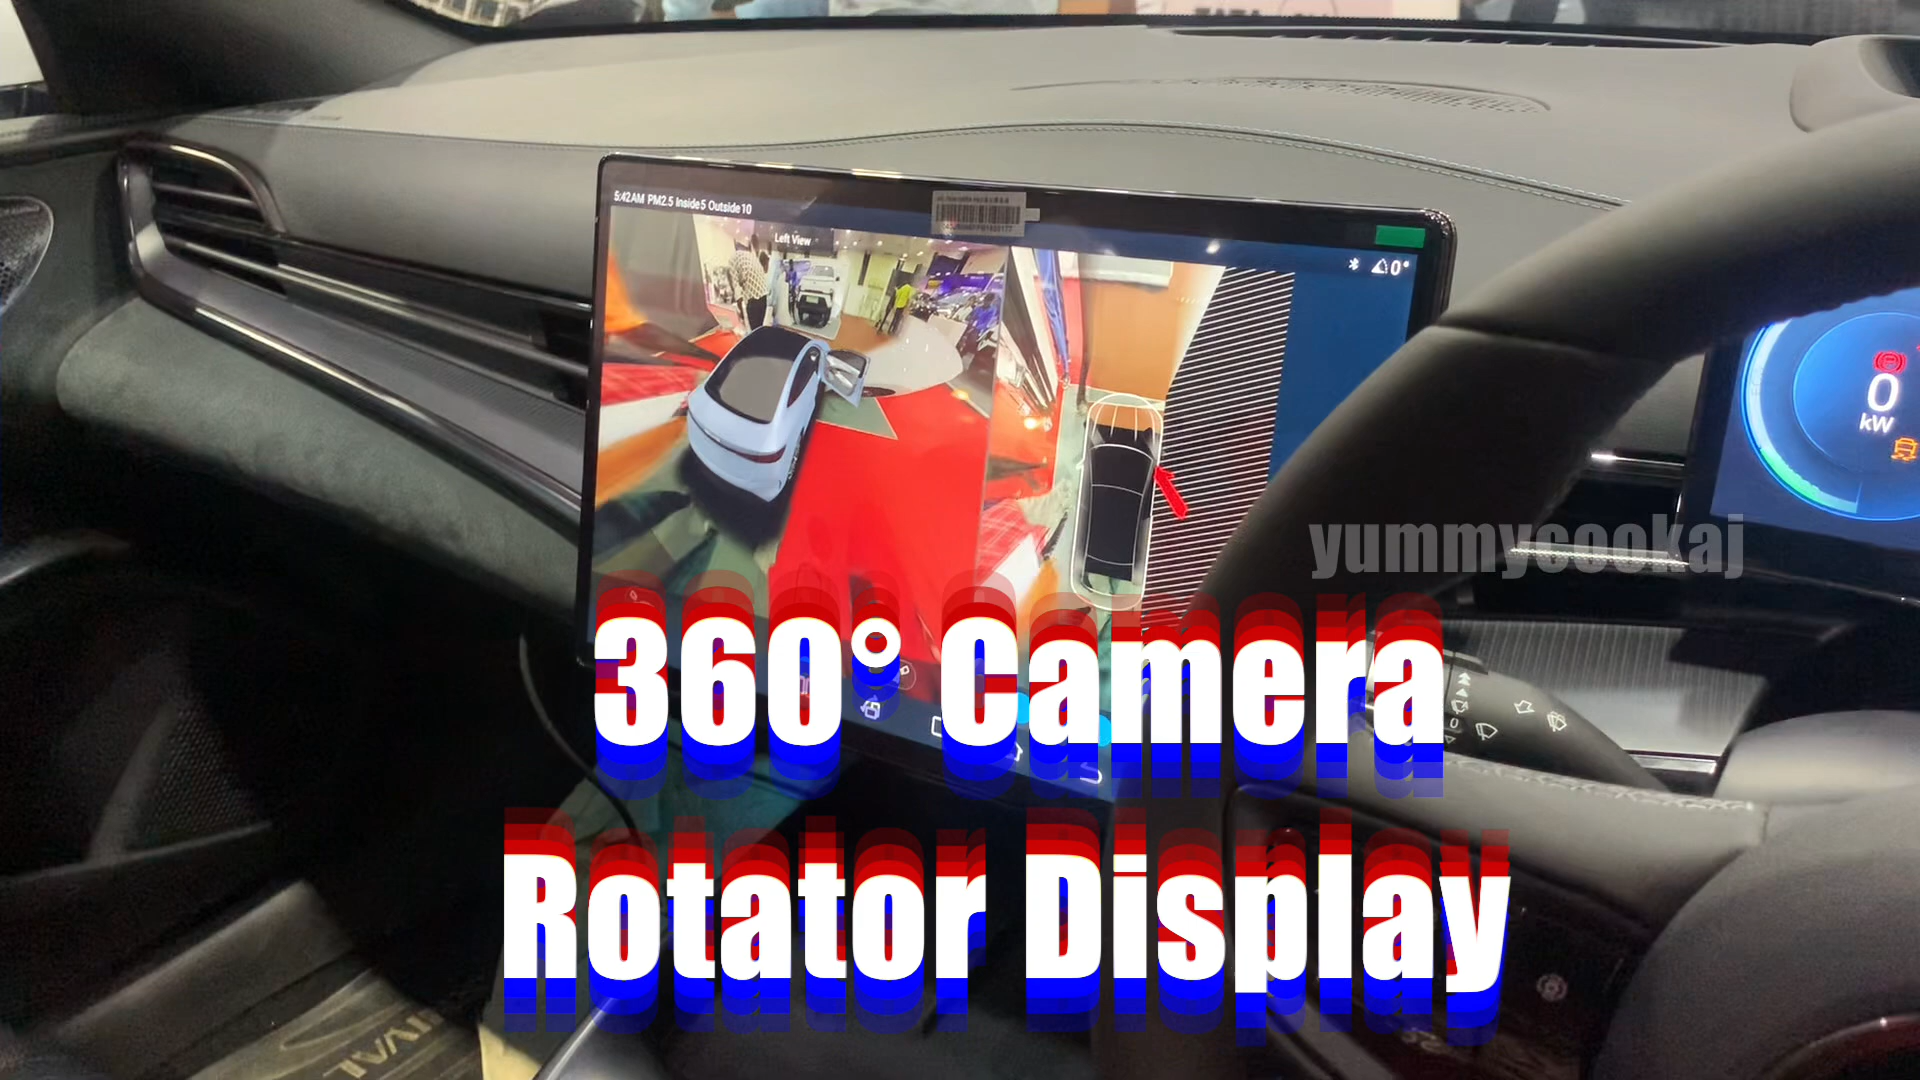 5:42AM PM2.5 Inside5 Outside10
Left View
0°
0
kW
yummycookaj
360° Camera
Rotator Display